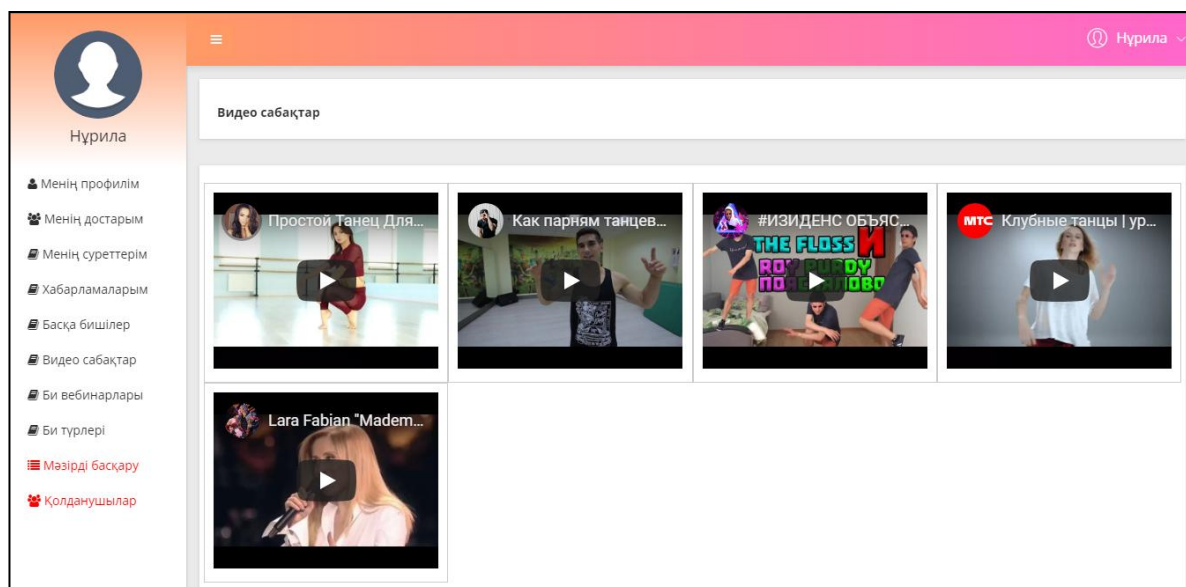 Нұрила
Нұрила
Менің профилім
Менің достарым
Менің суреттерім
Хабарламаларым
Басқа бишілер
Видео сабақтар
Би вебинарлары
Би түрлері
Мәзірді басқару
Қолданушылар
Видео сабақтар
Простой Танец Для...
Как парням танцев...
#ИЗИДЕНС ОБЪЯС...
THE FLOSS И
ROY PURDY
МТС
Клубные танцы | ур...
Lara Fabian "Madem...